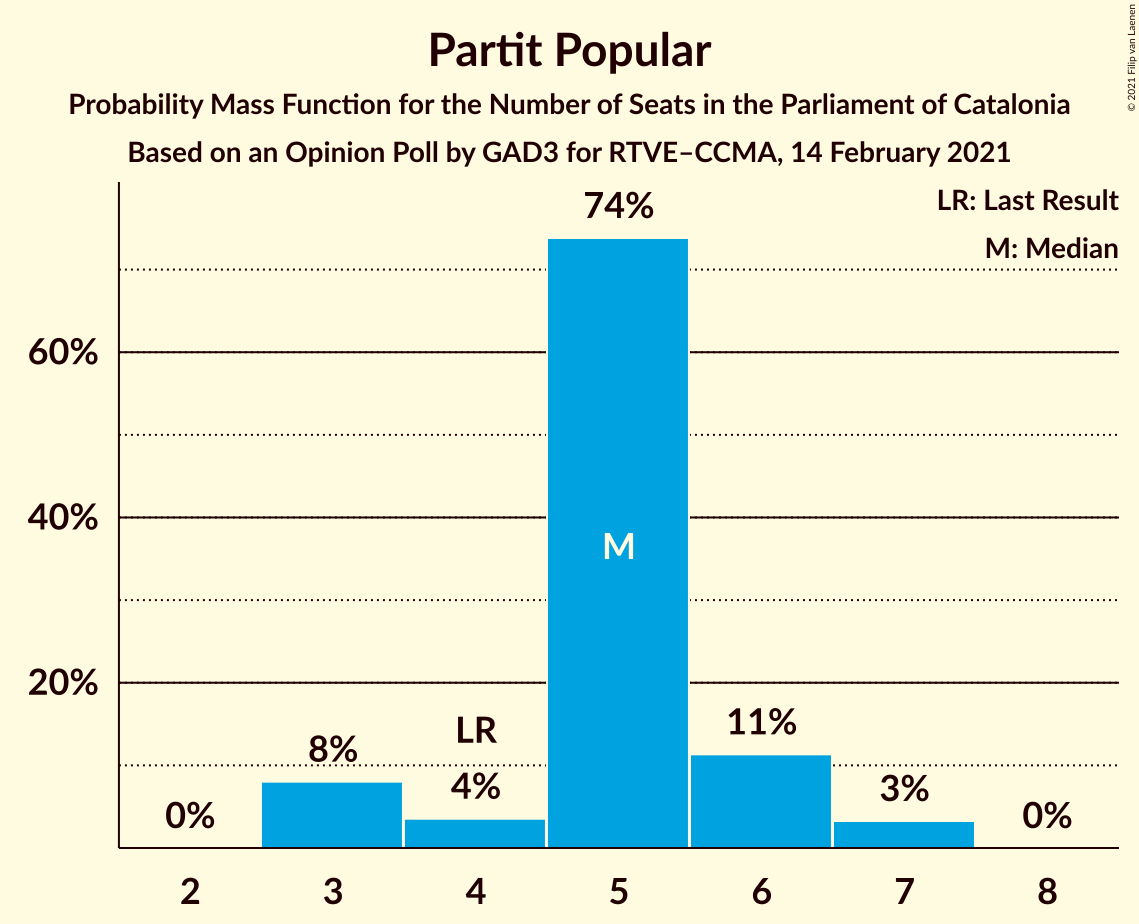 Partit Popular
Probability Mass Function for the Number of Seats in the Parliament of Catalonia
Based on an Opinion Poll by GAD3 for RTVE–CCMA, 14 February 2021
© 2021 Filip van Laenen
LR: Last Result
M: Median
74%
60%
40%
M
20%
LR
11%
8%
4%
3%
0%
0%
2 3 4 5 6 7 8